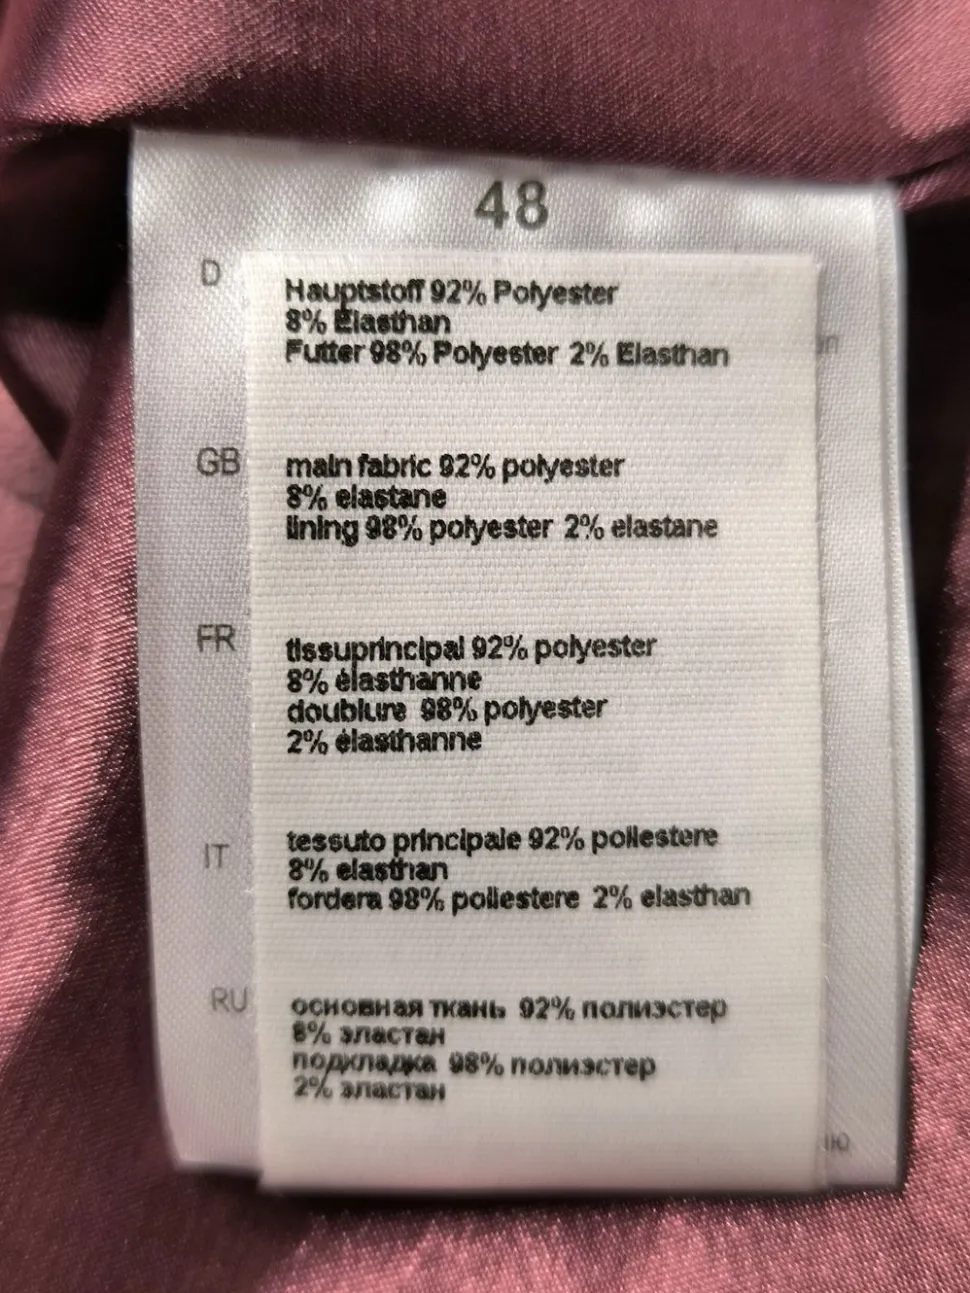 48
D
Hauptstoff 92% Polyester
8% Elasthan
Futter 98% Polyester 2% Elasthan
GB
main fabric 92% polyester
8% elastane
lining 98% polyester 2% elastane
FR
tissuprincipal 92% polyester
8% élasthanne
doublure 98% polyester
2% élasthanne
IT
tessuto principale 92% poliestere
8% elasthan
fordera 98% poliestere 2% elasthan
RU
основная ткань 92% полиэстер
8% эластан
подкладка 98% полиэстер
2% эластан